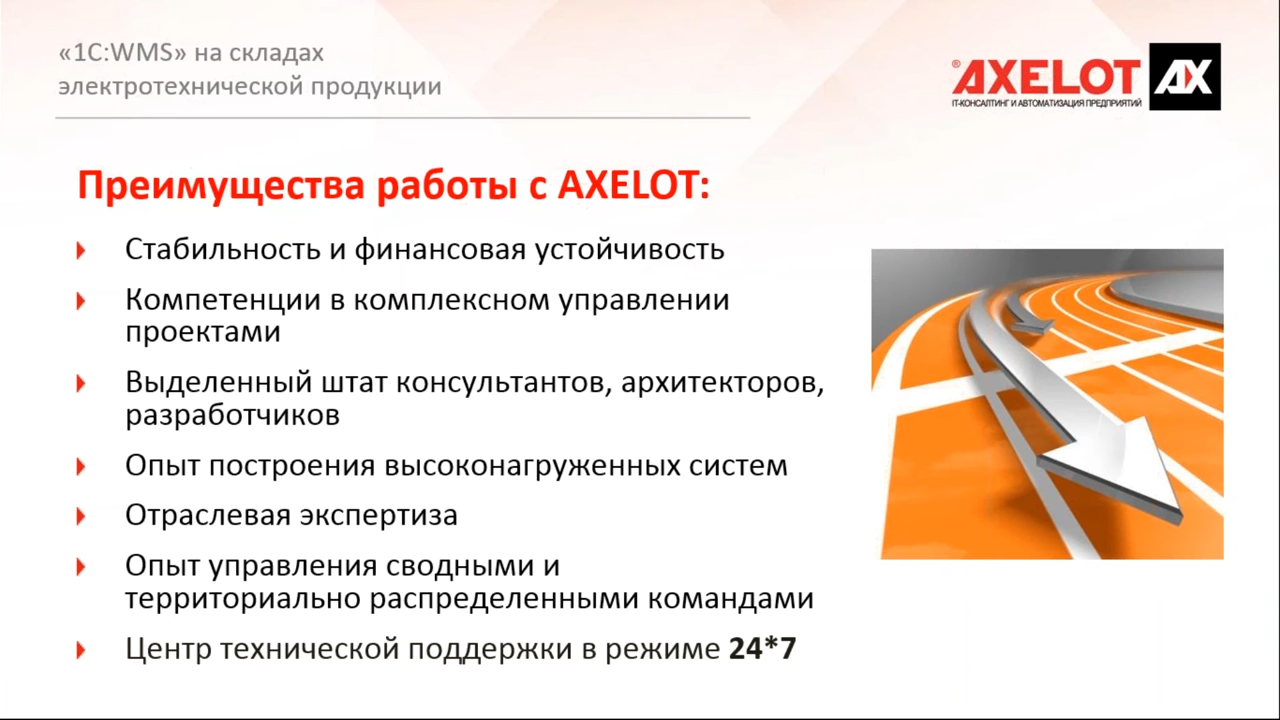 «1С:WMS» на складах
электротехнической продукции
® AXELOT AX
IT-КОНСАЛТИНГ И АВТОМАТИЗАЦИЯ ПРЕДПРИЯТИЙ
Преимущества работы с AXELOT:
Стабильность и финансовая устойчивость
Компетенции в комплексном управлении
проектами
Выделенный штат консультантов, архитекторов,
разработчиков
Опыт построения высоконагруженных систем
Отраслевая экспертиза
Опыт управления сводными и
территориально распределенными командами
Центр технической поддержки в режиме 24*7